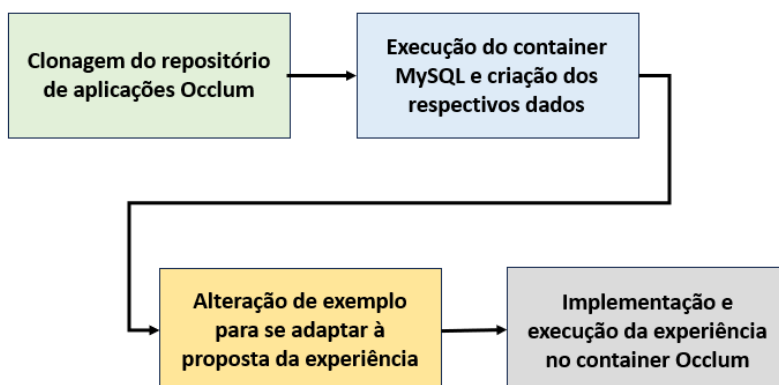 Clonagem do repositório
de aplicações Occlum
Execução do container
MySQL e criação dos
respectivos dados
Alteração de exemplo
para se adaptar à
proposta da experiência
Implementação e
execução da experiência
no container Occlum